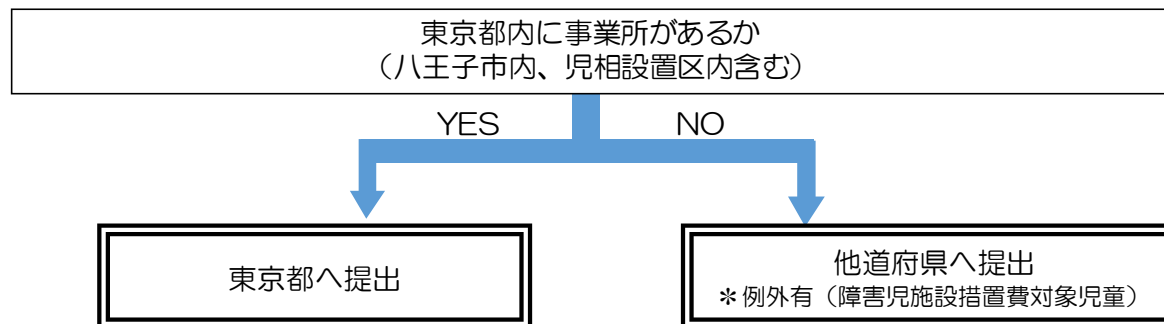 東京都内に事業所があるか
（八王子市内、児相設置区内含む）
YES
NO
東京都へ提出
他道府県へ提出
＊例外有（障害児施設措置費対象児童）